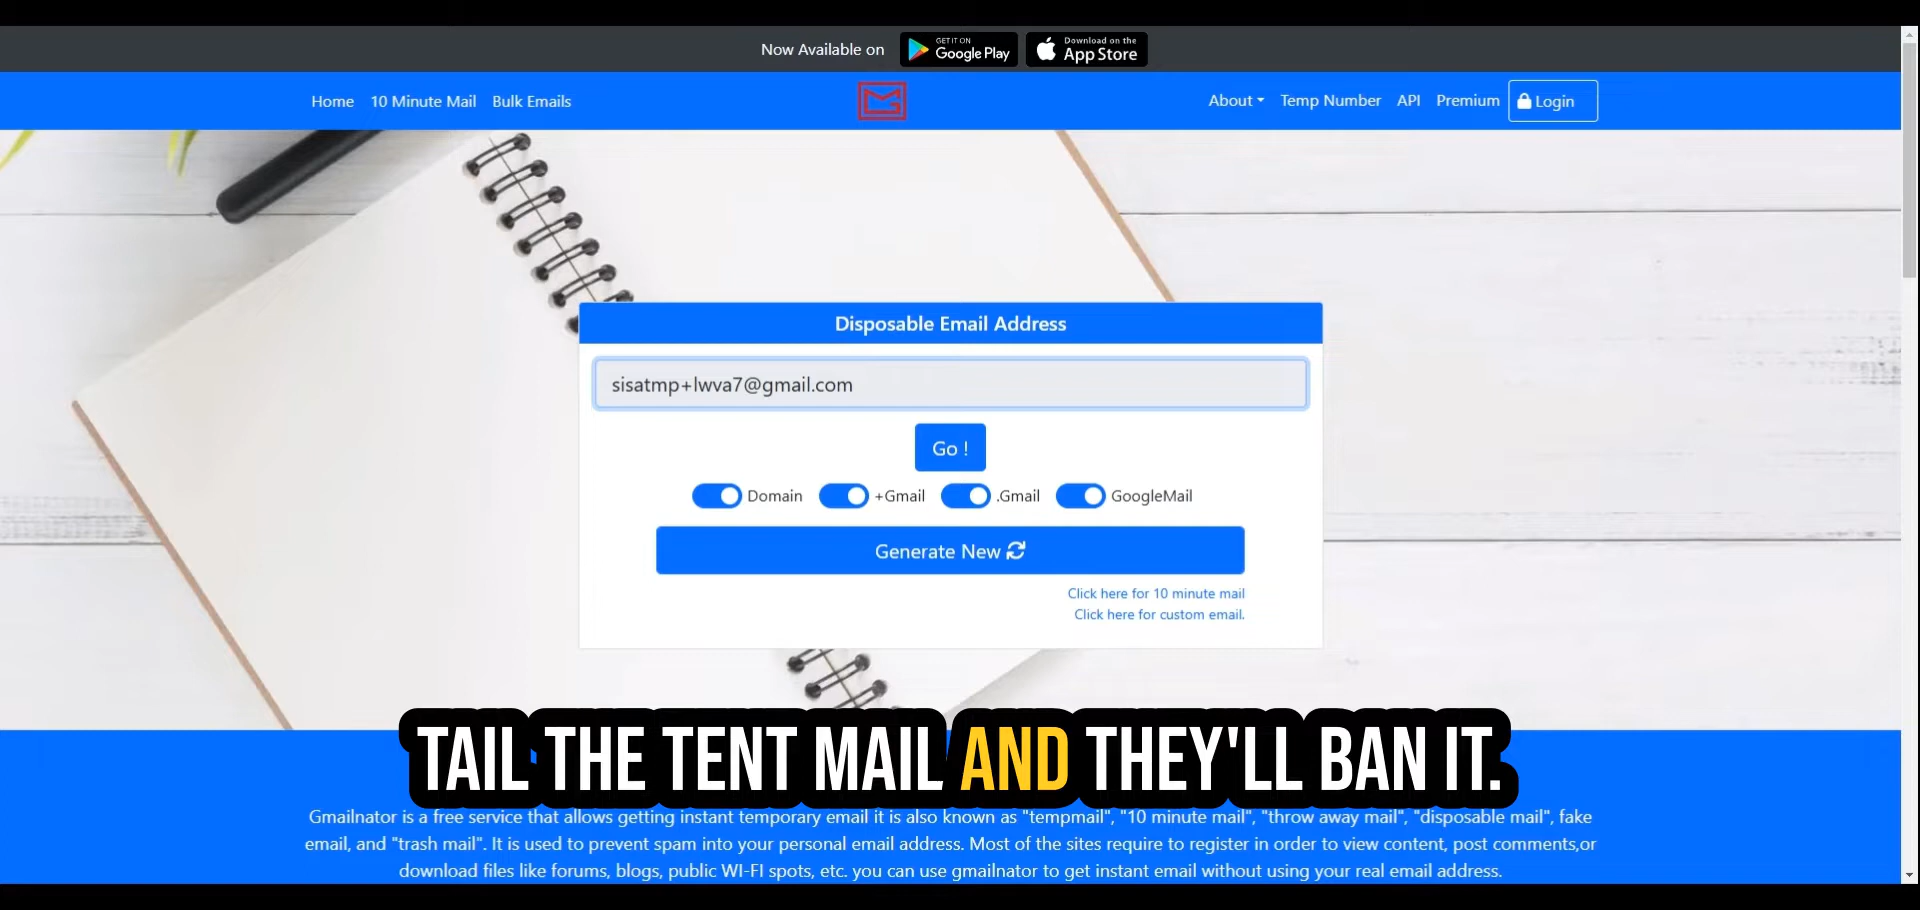 Now Available on GET IT ON Google Play Download on the App Store
Home 10 Minute Mail Bulk Emails About Temp Number API Premium Login
Disposable Email Address
sisatmp+lwva7@gmail.com
Go !
Domain +Gmail .Gmail GoogleMail
Generate New
Click here for 10 minute mail
Click here for custom email.
TAIL THE TENT MAIL AND THEY'LL BAN IT.
Gmailnator is a free service that allows getting instant temporary email it is also known as "tempmail", "10 minute mail", "throw away mail", "disposable mail", fake
email, and "trash mail". It is used to prevent spam into your personal email address. Most of the sites require to register in order to view content, post comments,or
download files like forums, blogs, public WI-FI spots, etc. you can use gmailnator to get instant email without using your real email address.